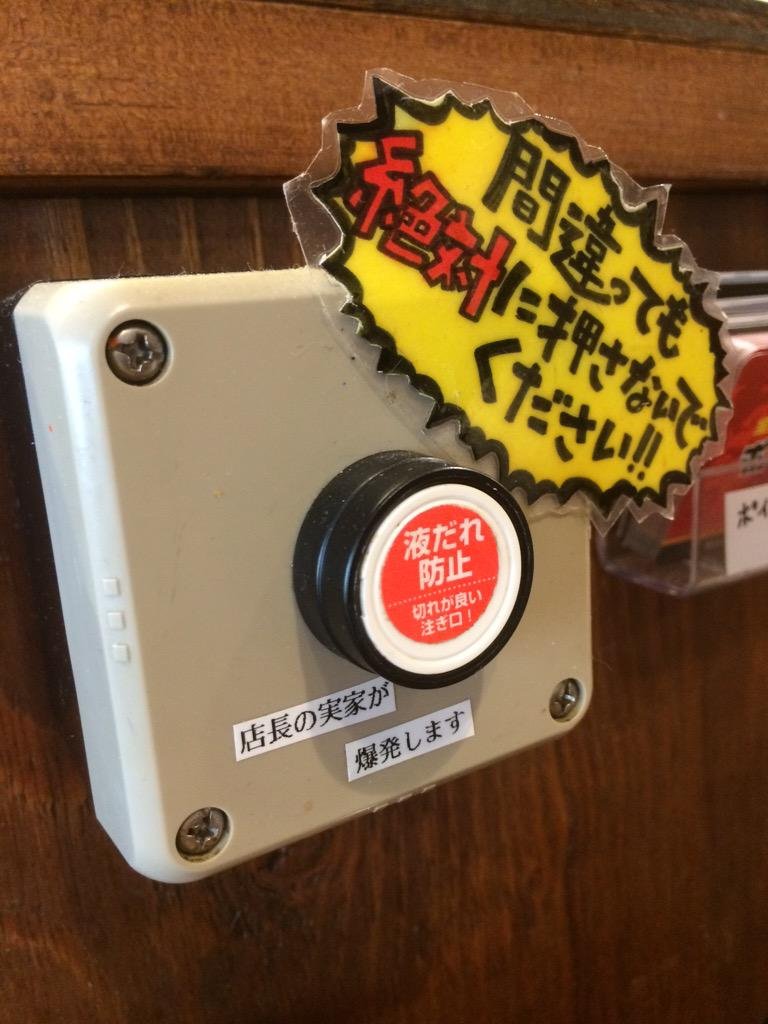 間違っても
絶対に押さないで
ください!!
液だれ
防止
切れが良い
注ぎ口!
店長の実家が
爆発します